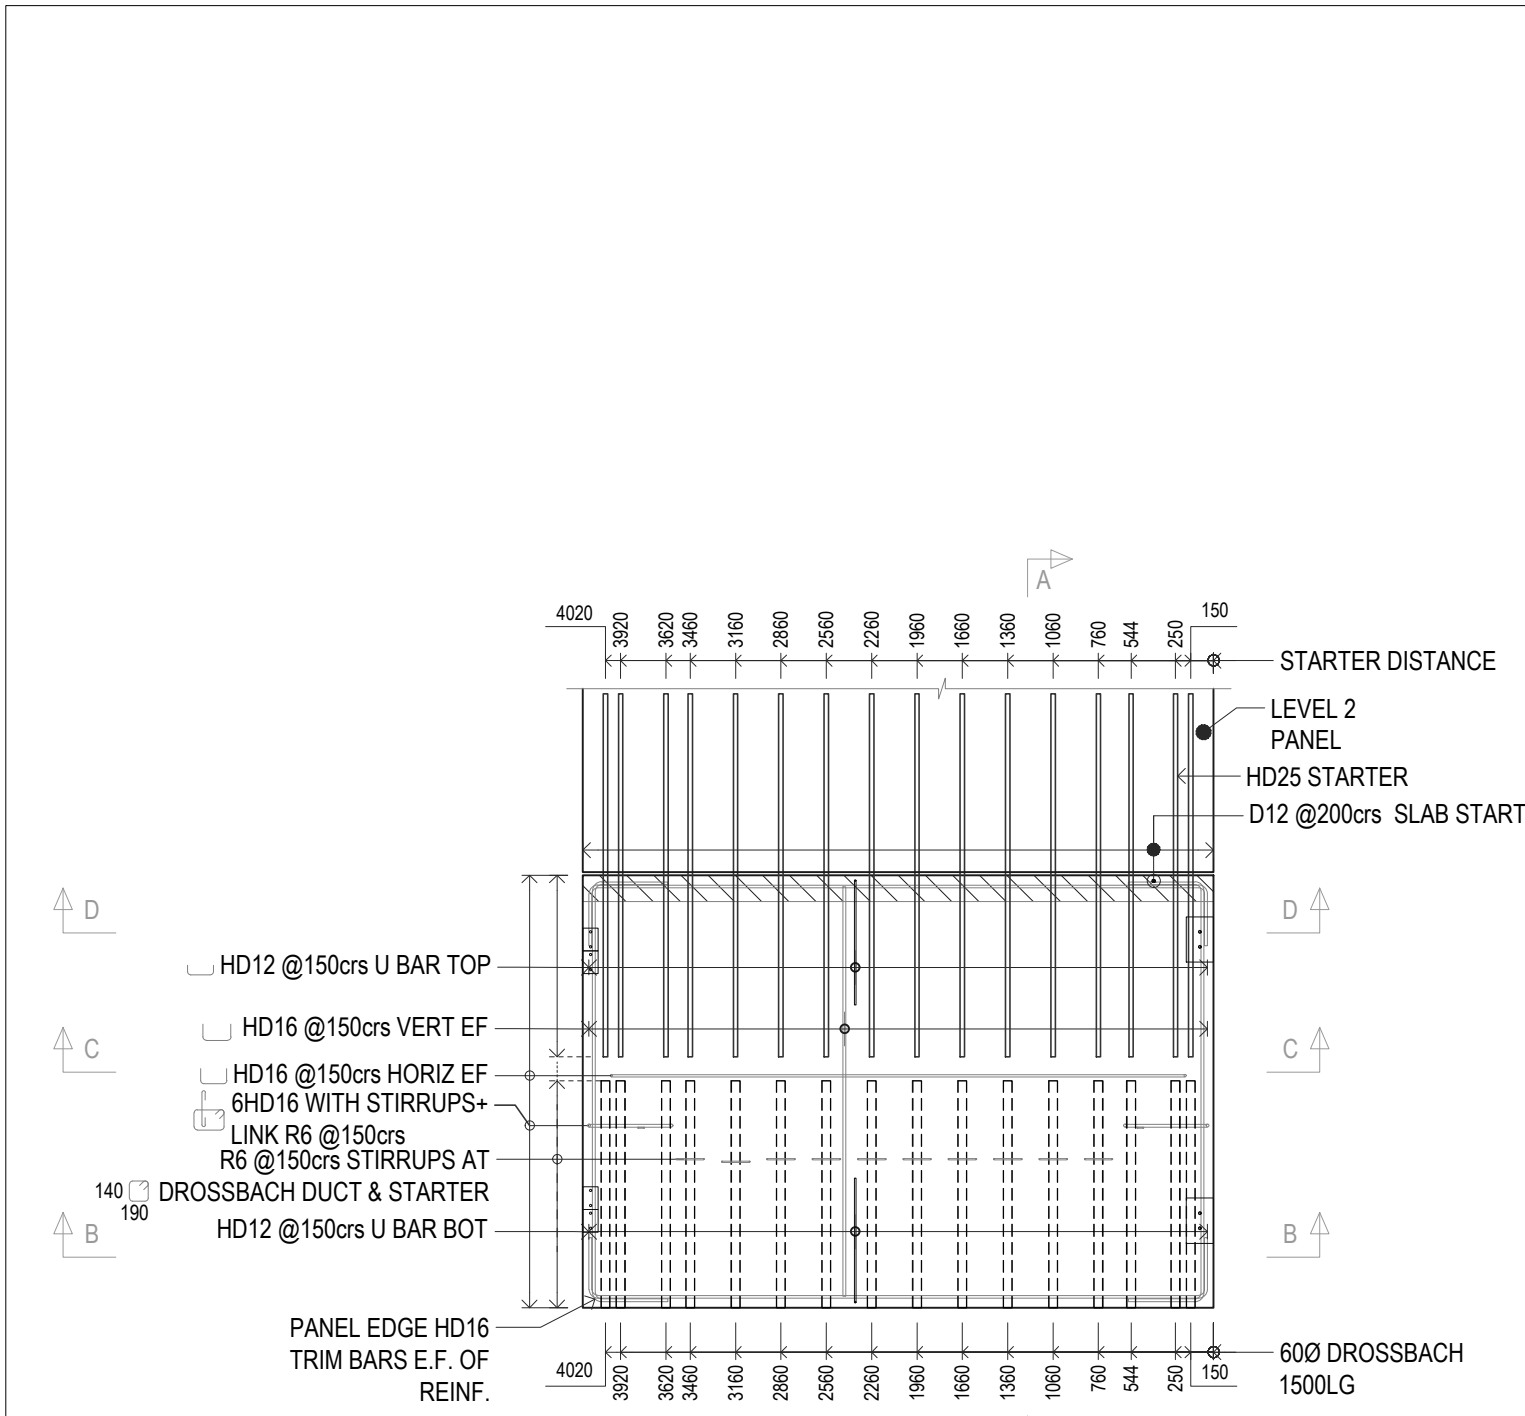 A
4020 3920 3620 3460 3160 2860 2560 2260 1960 1660 1360 1060 760 544 250 150
STARTER DISTANCE
LEVEL 2
PANEL
HD25 STARTER
D12 @200crs SLAB START
D D
HD12 @150crs U BAR TOP
HD16 @150crs VERT EF
C C
HD16 @150crs HORIZ EF
6HD16 WITH STIRRUPS+
LINK R6 @150crs
R6 @150crs STIRRUPS AT
140 DROSSBACH DUCT & STARTER
190
HD12 @150crs U BAR BOT
B B
PANEL EDGE HD16
TRIM BARS E.F. OF
REINF.
4020 3920 3620 3460 3160 2860 2560 2260 1960 1660 1360 1060 760 544 250 150
60Ø DROSSBACH
1500LG